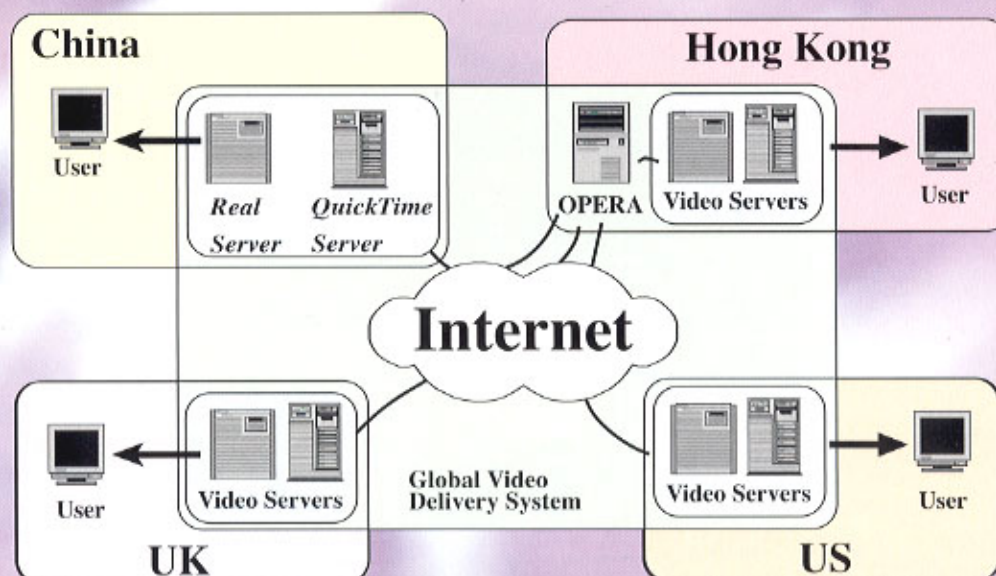 China
User
Real
Server
QuickTime
Server
Hong Kong
OPERA
Video Servers
User
Internet
User
Video Servers
UK
Global Video
Delivery System
Video Servers
User
US